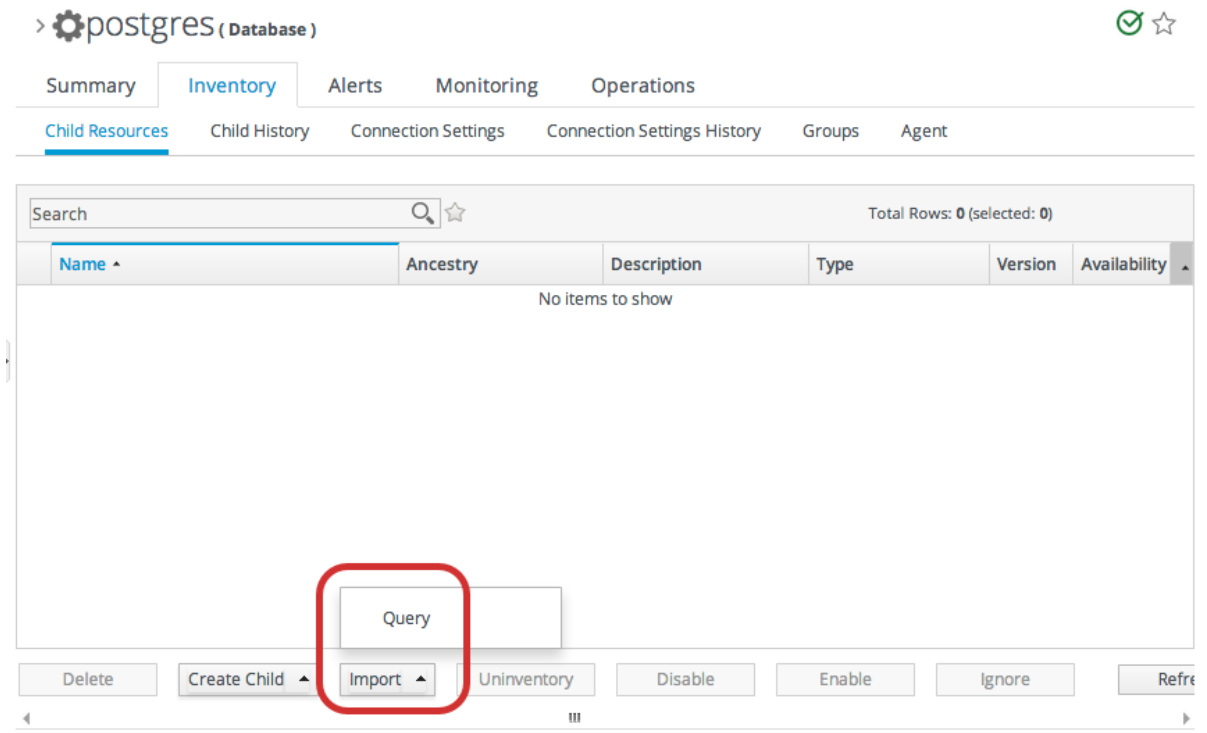 postgres ( Database )
Summary Inventory Alerts Monitoring Operations
Child Resources Child History Connection Settings Connection Settings History Groups Agent
Search Total Rows: 0 (selected: 0)
Name Ancestry Description Type Version Availability
No items to show
Query
Delete Create Child Import Uninventory Disable Enable Ignore Refre